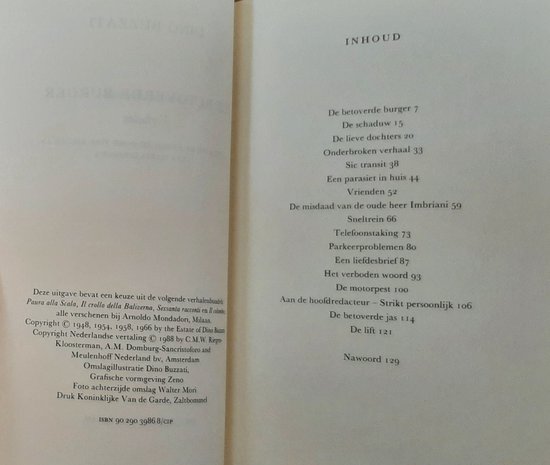 Deze uitgave bevat een keuze uit de volgende verhalenbundels:
Paura alla Scala, Il crollo della Baliverna, Sessanta racconti en Il colombre,
alle verschenen bij Arnoldo Mondadori, Milaan.
Copyright © 1948, 1954, 1958, 1966 by the Estate of Dino Buzzati
Copyright Nederlandse vertaling © 1988 by C.M.W.
Kloosterman, A.M. Domburg-Sancristoforo en
Meulenhoff Nederland bv, Amsterdam
Omslagillustratie Dino Buzzati,
Grafische vormgeving Zeno
Foto achterzijde omslag Walter Mori
Druk Koninklijke Van de Garde, Zaltbommel
ISBN 90 290 3986.8/CIP
INHOUD
De betoverde burger 7
De schaduw 15
De lieve dochters 20
Onderbroken verhaal 33
Sic transit 38
Een parasiet in huis 44
Vrienden 52
De misdaad van de oude heer Imbriani 59
Sneltrein 66
Telefoonstaking 73
Parkeerproblemen 80
Een liefdesbrief 87
Het verboden woord 93
De motorpest 100
Aan de hoofdredacteur – Strikt persoonlijk 106
De betoverde jas 114
De lift 121
Nawoord 129